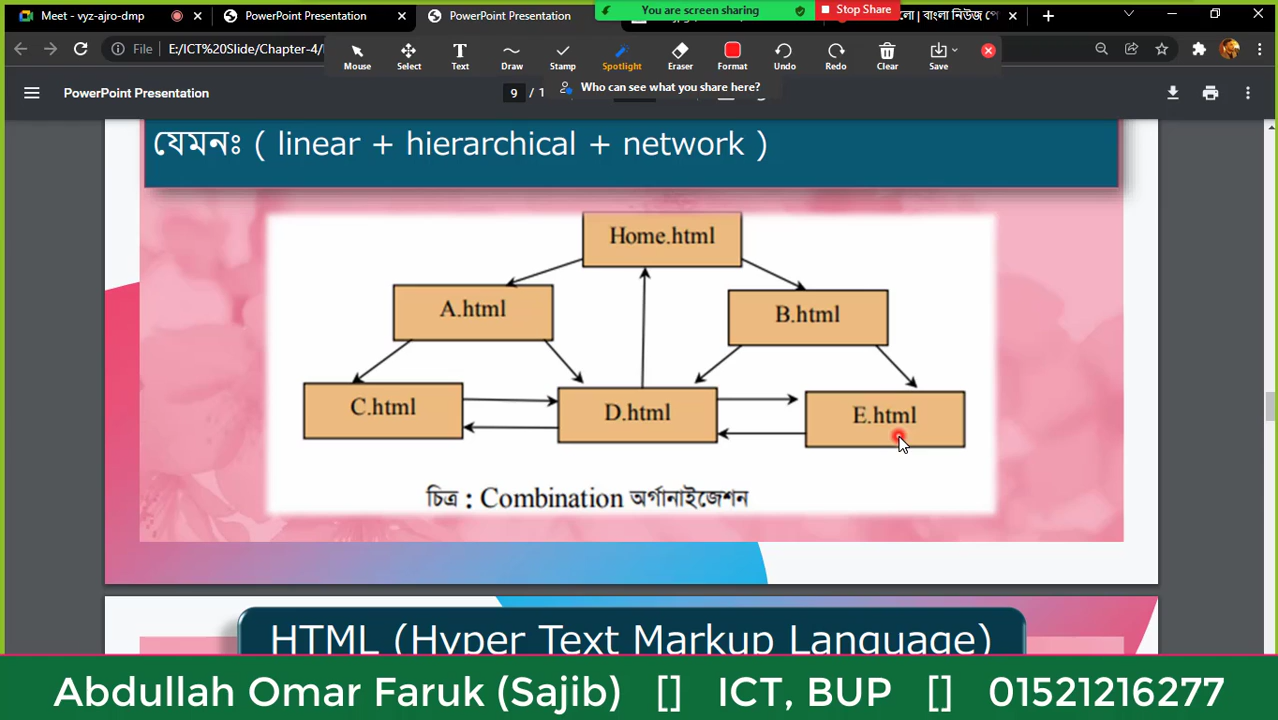 Meet - vyz-ajro-dmp
PowerPoint Presentation
PowerPoint Presentation
You are screen sharing
Stop Share
বাংলা নিউজ পে
File
E:/ICT%20Slide/Chapter-4/
Mouse
Select
Text
Draw
Stamp
Spotlight
Eraser
Format
Undo
Redo
Clear
Save
Who can see what you share here?
PowerPoint Presentation
9 / 1
যেমনঃ ( linear + hierarchical + network )
Home.html
A.html
B.html
C.html
D.html
E.html
চিত্র : Combination অর্গানাইজেশন
HTML (Hyper Text Markup Language)
Abdullah Omar Faruk (Sajib) [] ICT, BUP [] 01521216277